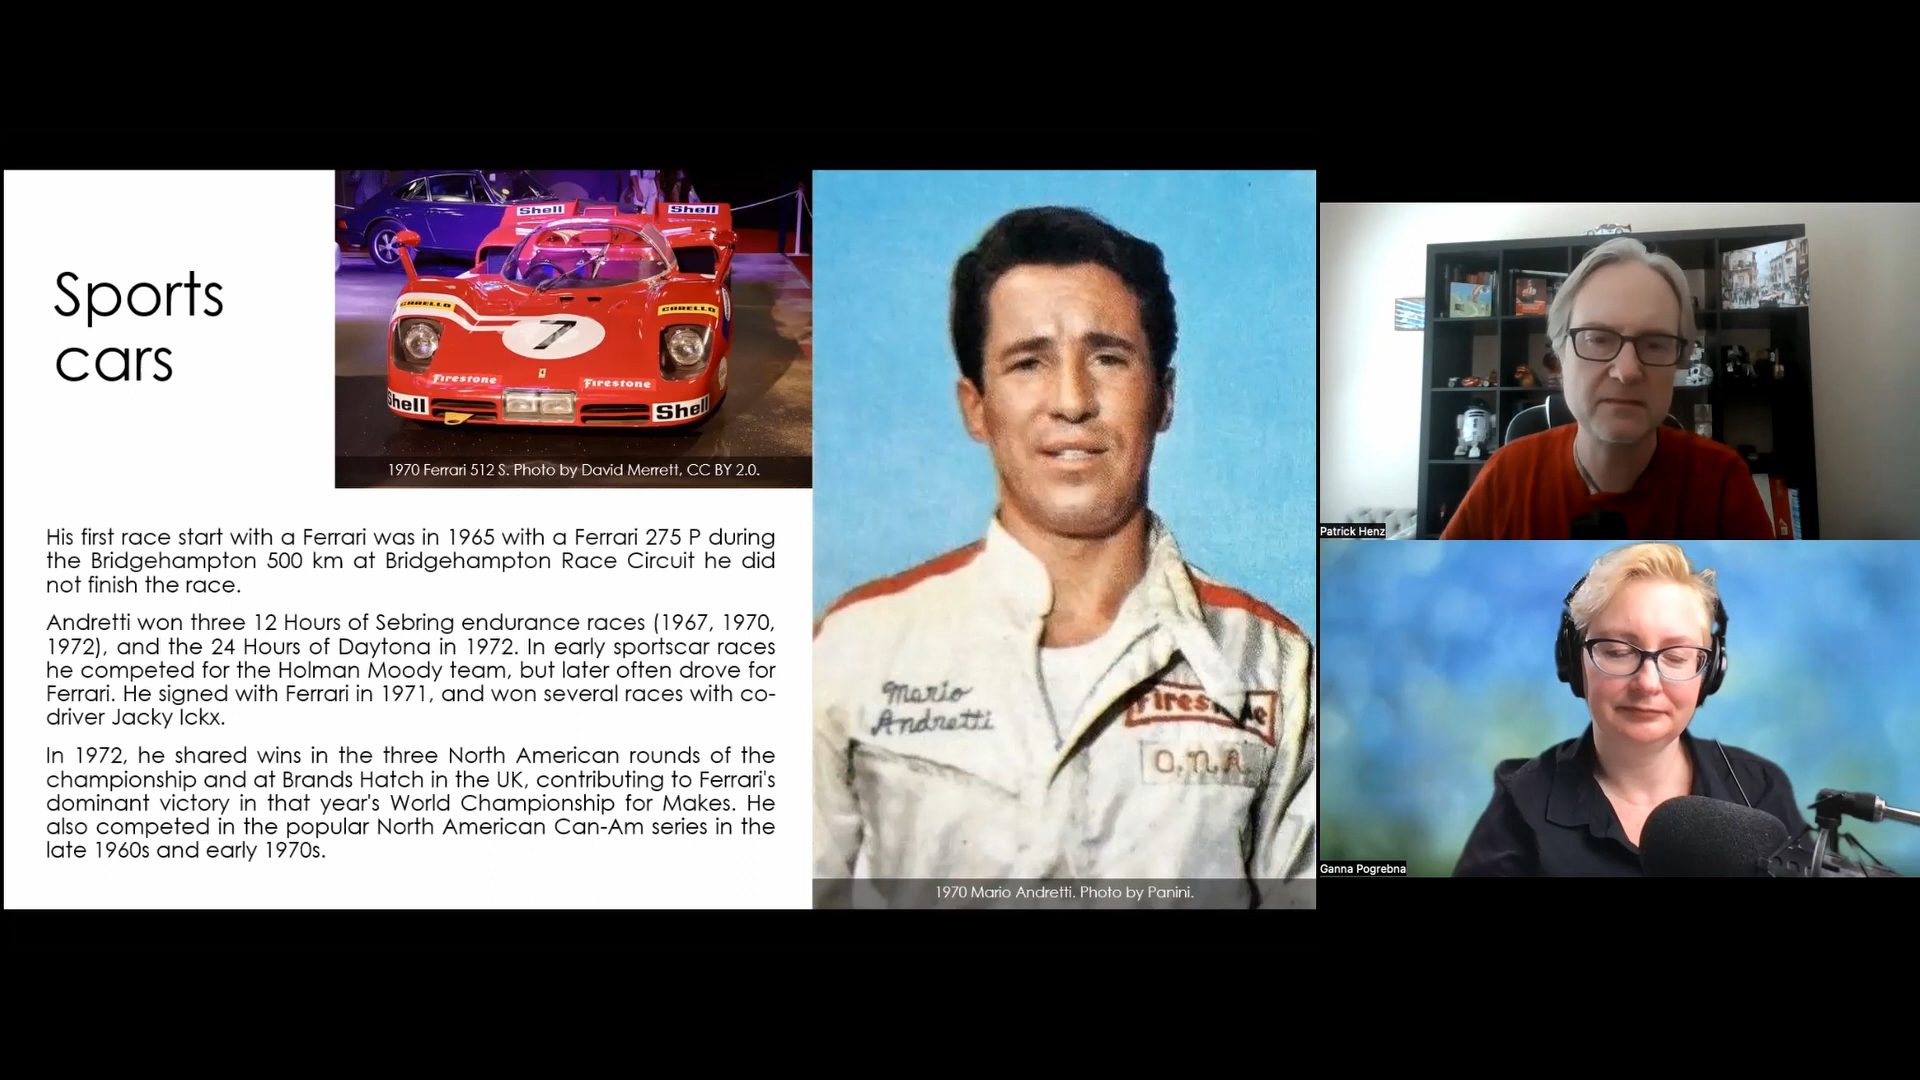 Sports
cars
Shell
Shell
CARELLO
CARELLO
7
Firestone
Firestone
Shell
Shell
1970 Ferrari 512 S. Photo by David Merrett, CC BY 2.0.
His first race start with a Ferrari was in 1965 with a Ferrari 275 P during
the Bridgehampton 500 km at Bridgehampton Race Circuit he did
not finish the race.
Andretti won three 12 Hours of Sebring endurance races (1967, 1970,
1972), and the 24 Hours of Daytona in 1972. In early sportscar races
he competed for the Holman Moody team, but later often drove for
Ferrari. He signed with Ferrari in 1971, and won several races with co-
driver Jacky Ickx.
In 1972, he shared wins in the three North American rounds of the
championship and at Brands Hatch in the UK, contributing to Ferrari's
dominant victory in that year's World Championship for Makes. He
also competed in the popular North American Can-Am series in the
late 1960s and early 1970s.
Mario
Andretti
Firestone
O.N.A.
1970 Mario Andretti. Photo by Panini.
Patrick Henz
Ganna Pogrebna